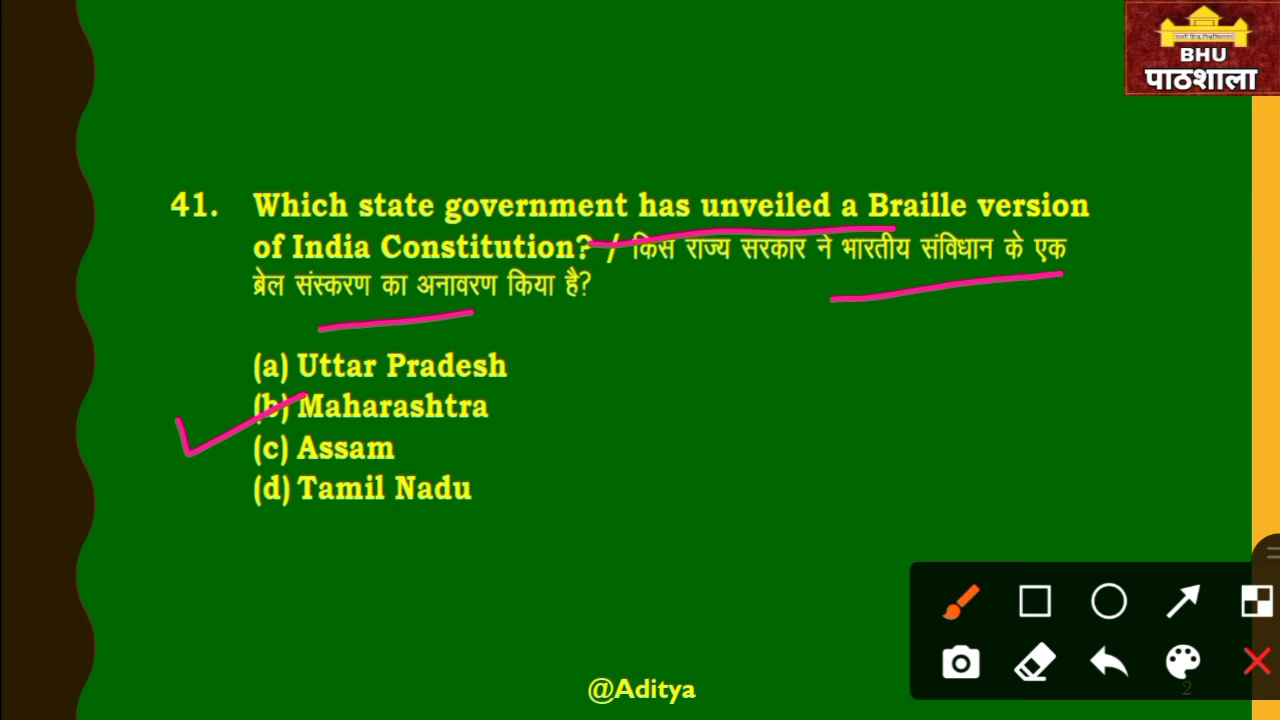 BHU
पाठशाला
41. Which state government has unveiled a Braille version
of India Constitution? / किस राज्य सरकार ने भारतीय संविधान के एक
ब्रेल संस्करण का अनावरण किया है?
(a) Uttar Pradesh
(b) Maharashtra
(c) Assam
(d) Tamil Nadu
@Aditya
2